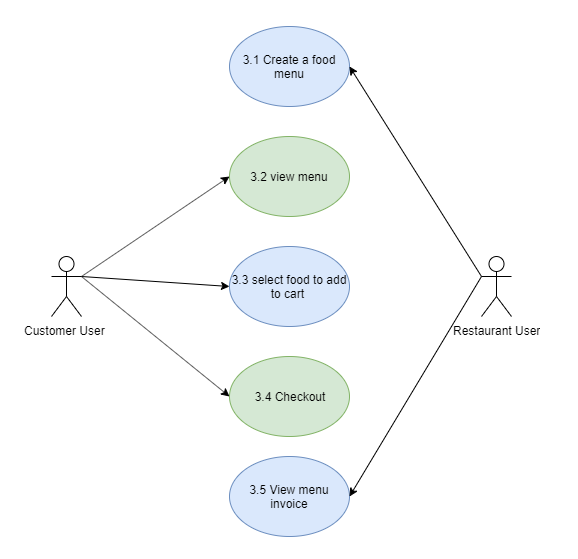 3.1 Create a food
menu
3.2 view menu
3.3 select food to add
to cart
Customer User
Restaurant User
3.4 Checkout
3.5 View menu
invoice